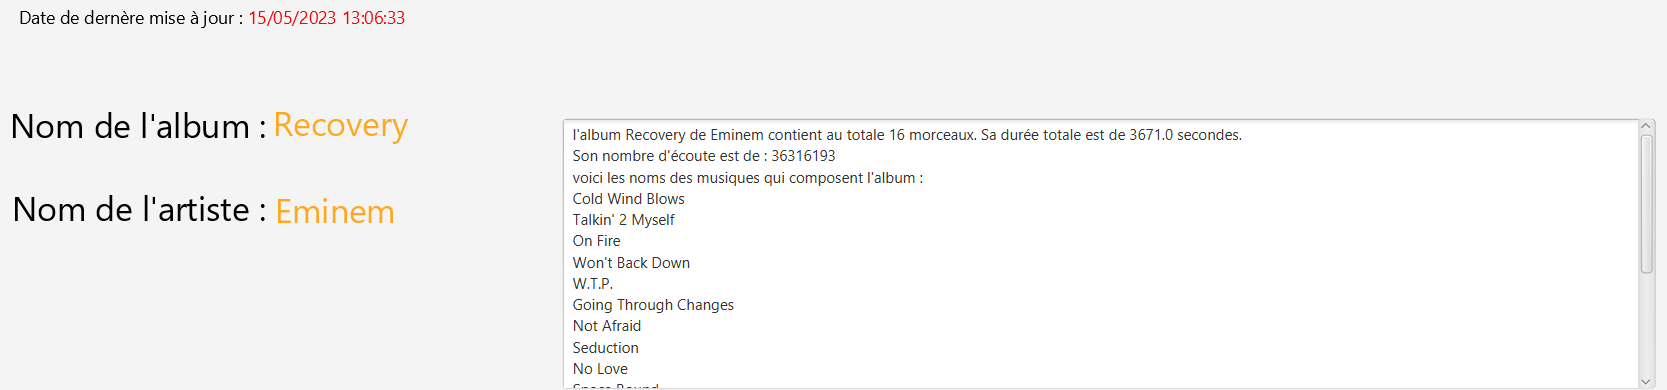 Date de dernère mise à jour : 15/05/2023 13:06:33
Nom de l'album : Recovery
Nom de l'artiste : Eminem
l'album Recovery de Eminem contient au totale 16 morceaux. Sa durée totale est de 3671.0 secondes.
Son nombre d'écoute est de : 36316193
voici les noms des musiques qui composent l'album :
Cold Wind Blows
Talkin' 2 Myself
On Fire
Won't Back Down
W.T.P.
Going Through Changes
Not Afraid
Seduction
No Love
Space Bound